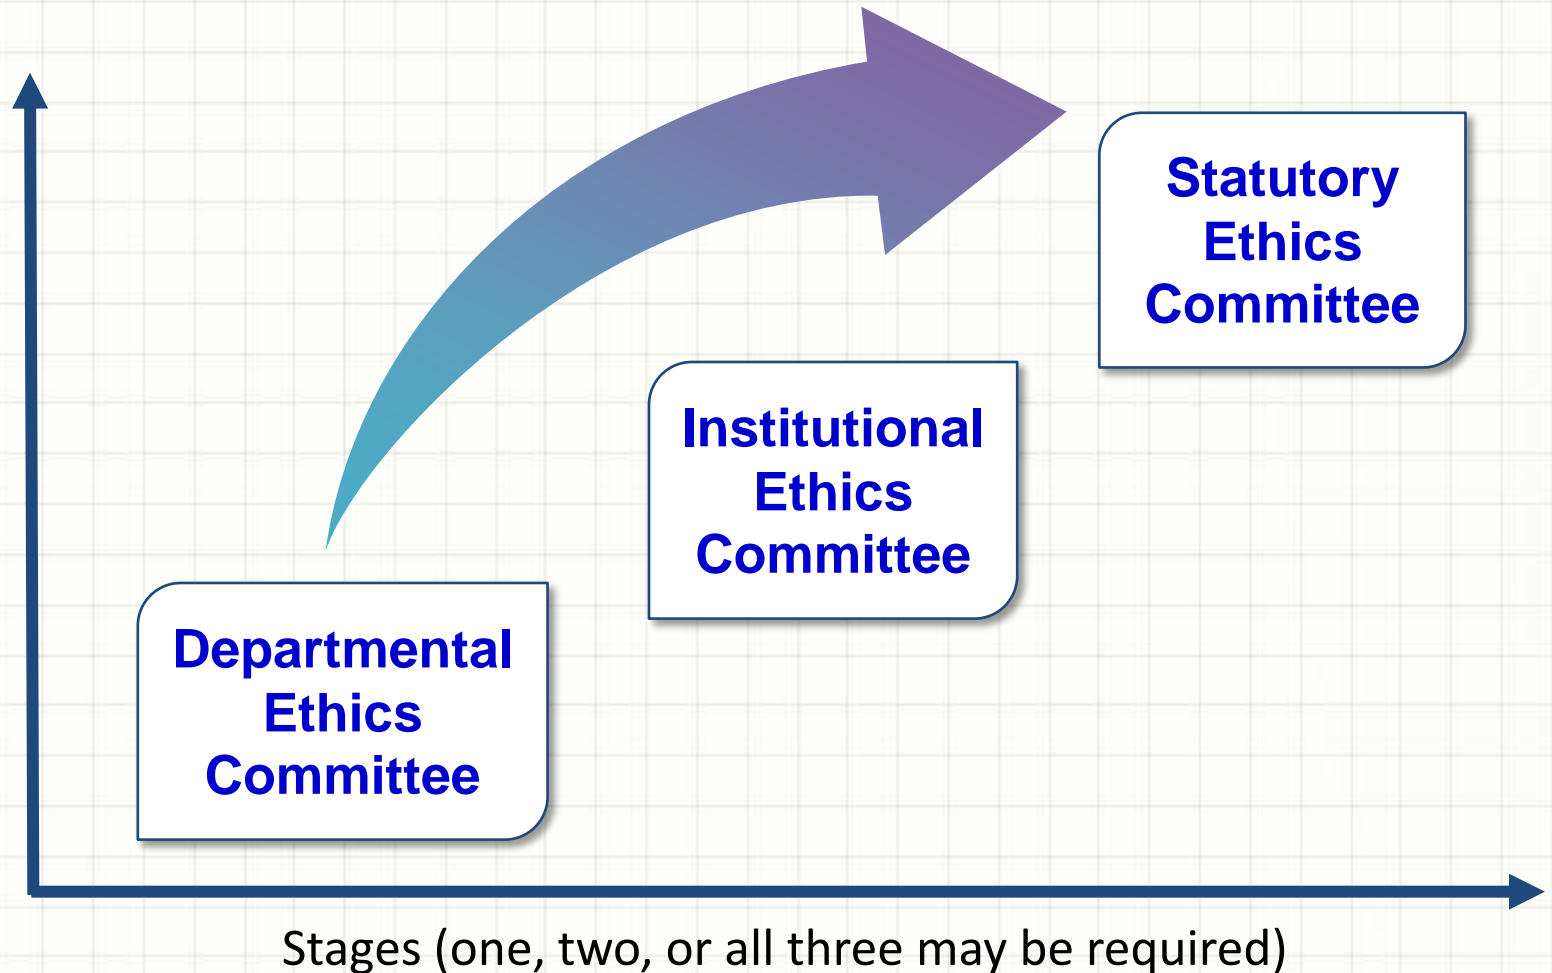 Statutory
Ethics
Committee
Institutional
Ethics
Committee
Departmental
Ethics
Committee
Stages (one, two, or all three may be required)